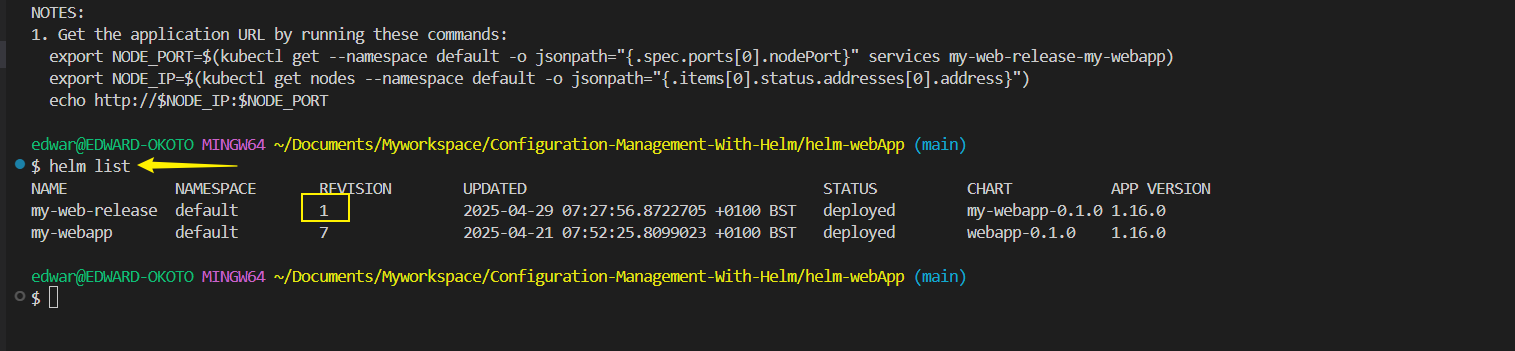 NOTES:
1. Get the application URL by running these commands:
  export NODE_PORT=$(kubectl get --namespace default -o jsonpath="{.spec.ports[0].nodePort}" services my-web-release-my-webapp)
  export NODE_IP=$(kubectl get nodes --namespace default -o jsonpath="{.items[0].status.addresses[0].address}")
  echo http://$NODE_IP:$NODE_PORT
edwar@EDWARD-OKOTO MINGW64 ~/Documents/Myworkspace/Configuration-Management-With-Helm/helm-webApp (main)
$ helm list
NAME NAMESPACE REVISION UPDATED STATUS CHART APP VERSION
my-web-release default 1 2025-04-29 07:27:56.8722705 +0100 BST deployed my-webapp-0.1.0 1.16.0
my-webapp default 7 2025-04-21 07:52:25.8099023 +0100 BST deployed webapp-0.1.0 1.16.0
edwar@EDWARD-OKOTO MINGW64 ~/Documents/Myworkspace/Configuration-Management-With-Helm/helm-webApp (main)
$